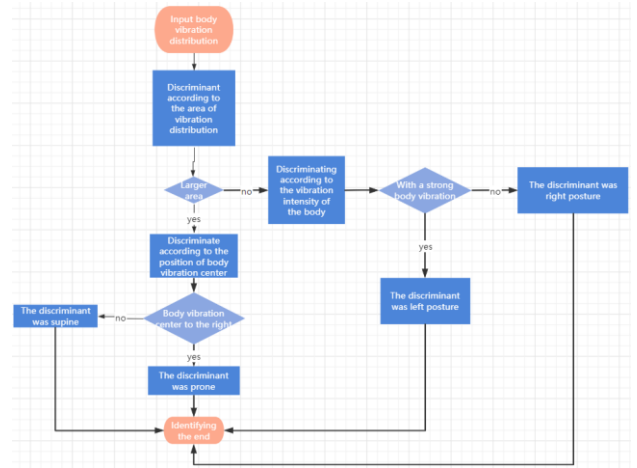 Input body
vibration
distribution
Discriminant
according to
the area of
vibration
distribution
Larger
area
no
Discriminating
according to
the vibration
intensity of
the body
With a strong
body vibration
no
The discriminant was
right posture
yes
Discriminate
according to the
position of body
vibration center
yes
The discriminant
was left posture
Body vibration
center to the right
no
The discriminant
was supine
yes
The discriminant
was prone
Identifying
the end